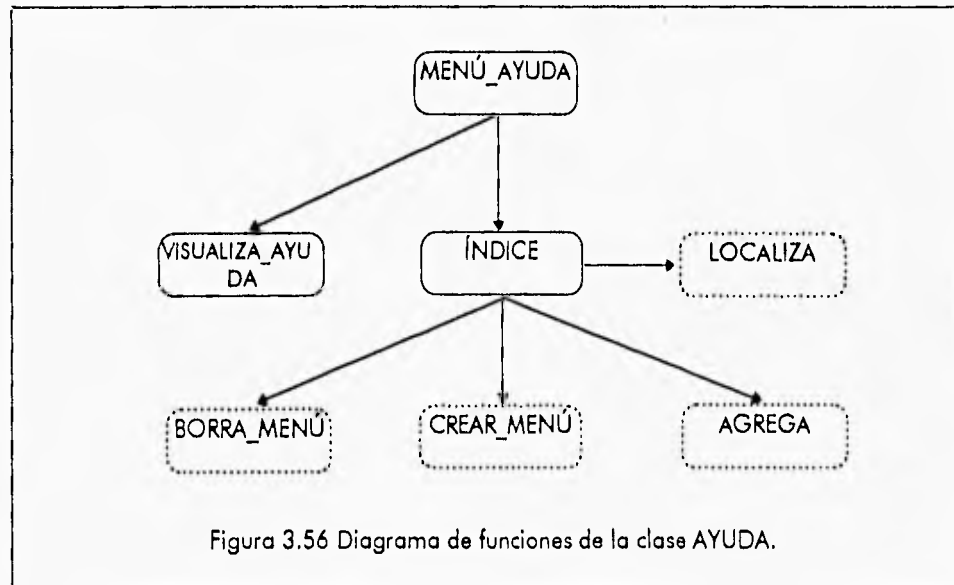 MENÚ_AYUDA
VISUALIZA_AYU
DA
ÍNDICE
LOCALIZA
BORRA_MENÚ
CREAR_MENÚ
AGREGA
Figura 3.56 Diagrama de funciones de la clase AYUDA.